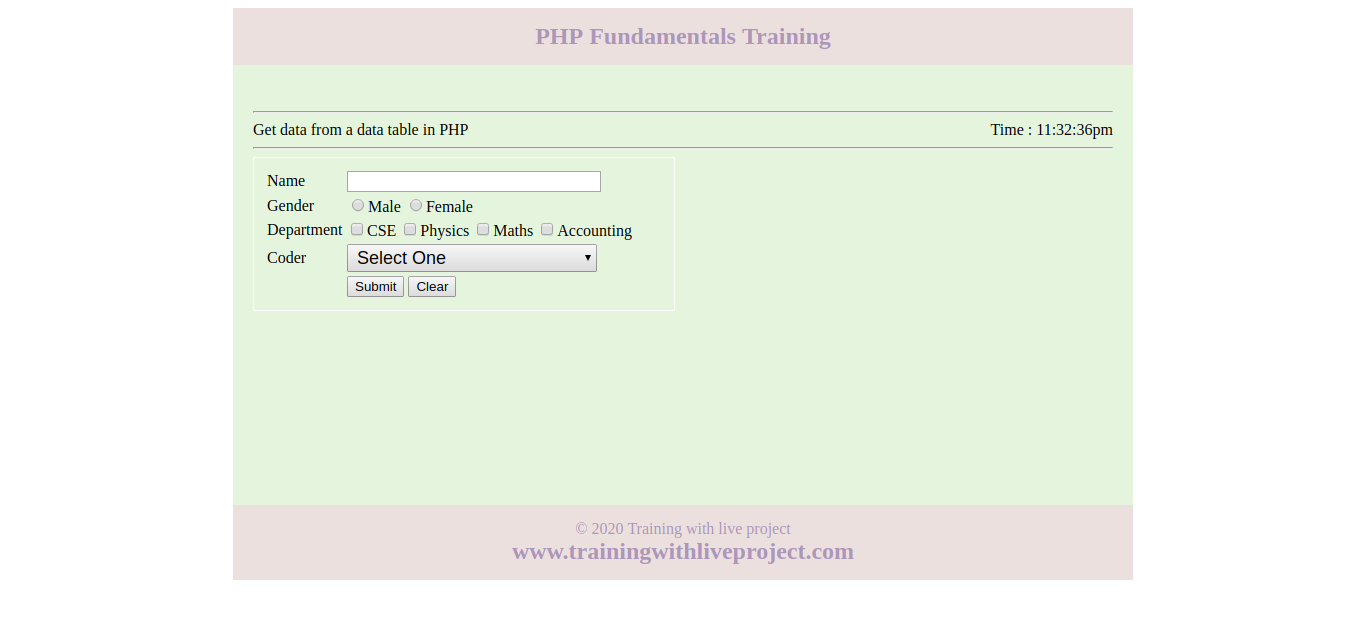 PHP Fundamentals Training
Get data from a data table in PHP Time : 11:32:36pm
Name
Gender Male Female
Department CSE Physics Maths Accounting
Coder Select One
Submit Clear
© 2020 Training with live project
www.trainingwithliveproject.com